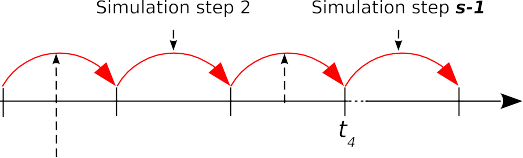 Simulation step 2
Simulation step s-1
t4